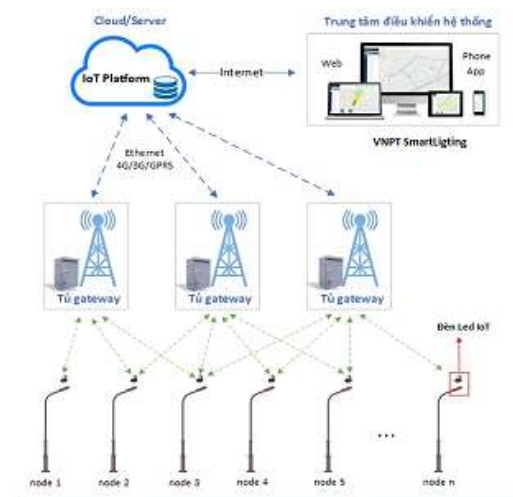 Cloud/Server
Trung tâm điều khiển hệ thống
IoT Platform
Internet
Web
Phone
App
VNPT SmartLigting
Ethernet
4G/3G/GPRS
Tủ gateway
Tủ gateway
Tủ gateway
Đèn Led IoT
...
node 1
node 2
node 3
node 4
node 5
node n